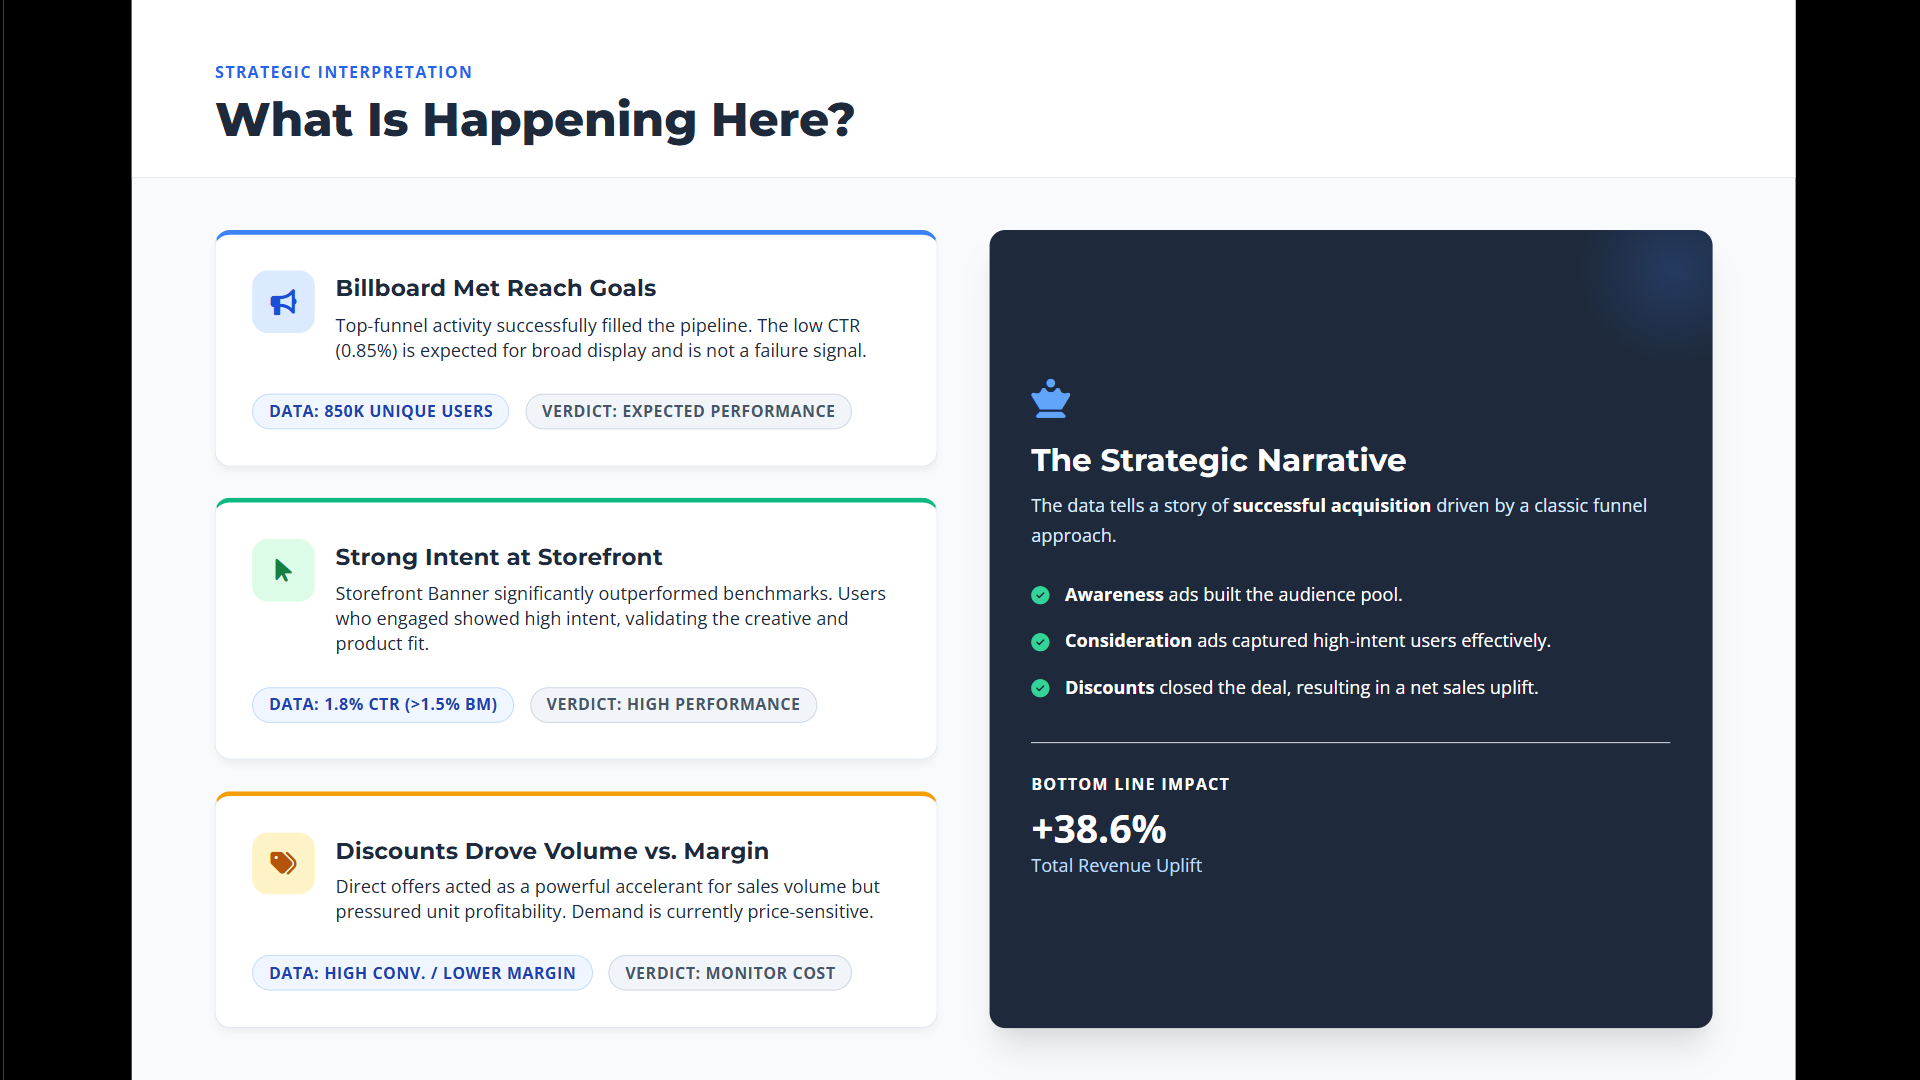 STRATEGIC INTERPRETATION
What Is Happening Here?
Billboard Met Reach Goals
Top-funnel activity successfully filled the pipeline. The low CTR
(0.85%) is expected for broad display and is not a failure signal.
DATA: 850K UNIQUE USERS
VERDICT: EXPECTED PERFORMANCE
Strong Intent at Storefront
Storefront Banner significantly outperformed benchmarks. Users
who engaged showed high intent, validating the creative and
product fit.
DATA: 1.8% CTR (>1.5% BM)
VERDICT: HIGH PERFORMANCE
Discounts Drove Volume vs. Margin
Direct offers acted as a powerful accelerant for sales volume but
pressured unit profitability. Demand is currently price-sensitive.
DATA: HIGH CONV. / LOWER MARGIN
VERDICT: MONITOR COST
The Strategic Narrative
The data tells a story of successful acquisition driven by a classic funnel
approach.
Awareness ads built the audience pool.
Consideration ads captured high-intent users effectively.
Discounts closed the deal, resulting in a net sales uplift.
BOTTOM LINE IMPACT
+38.6%
Total Revenue Uplift